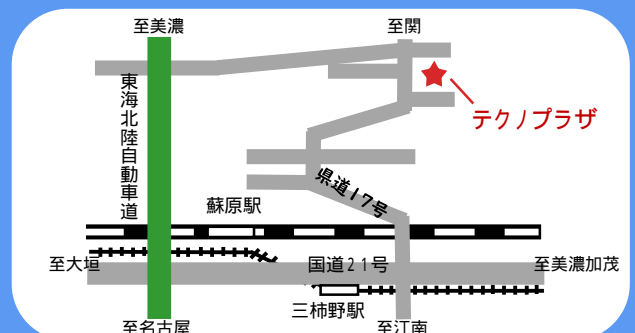 至美濃
至関
東海北陸自動車道
テクノプラザ
県道17号
蘇原駅
至大垣
国道21号
至美濃加茂
三柿野駅
至名古屋
至江南